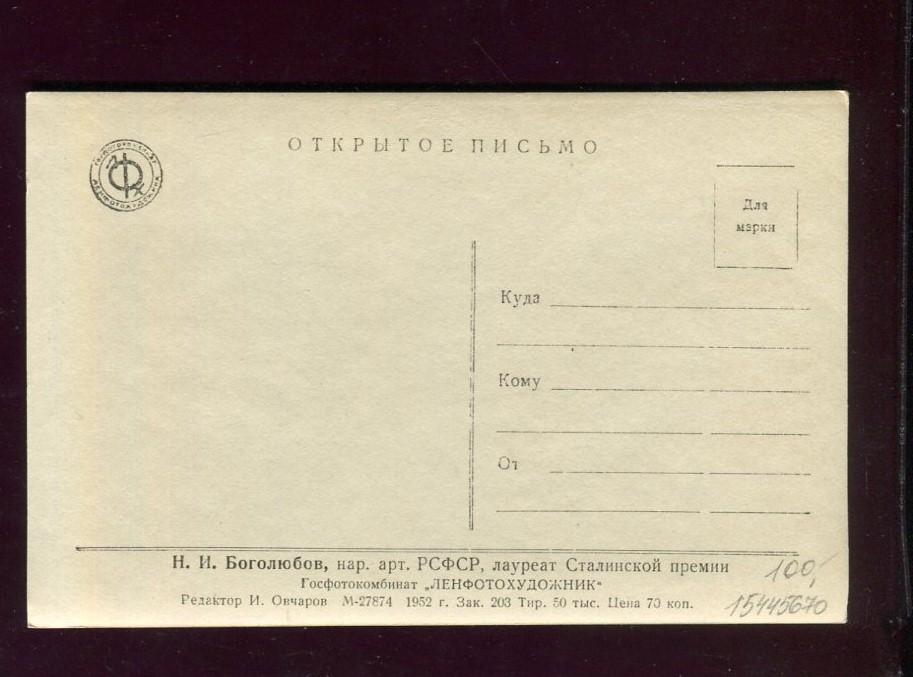 ОТКРЫТОЕ ПИСЬМО
ЛЕНФОТОХУДОЖНИК
Для
марки
Куда
Кому
От
Н. И. Боголюбов, нар. арт. РСФСР, лауреат Сталинской премии
Госфотокомбинат „ЛЕНФОТОХУДОЖНИК“
Редактор И. Овчаров М-27874 1952 г. Зак. 203 Тир. 50 тыс. Цена 70 коп.
100,-
15445670